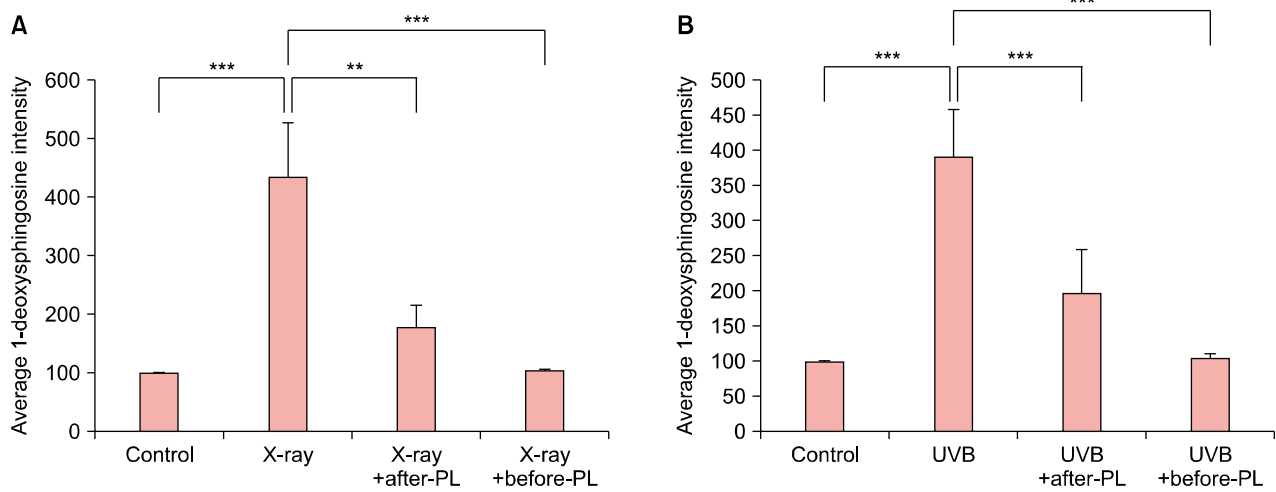 A
***
***
**
Average 1-deoxysphingosine intensity
600
500
400
300
200
100
0
Control
X-ray
X-ray
+after-PL
X-ray
+before-PL
B
***
***
***
Average 1-deoxysphingosine intensity
500
450
400
350
300
250
200
150
100
50
0
Control
UVB
UVB
+after-PL
UVB
+before-PL